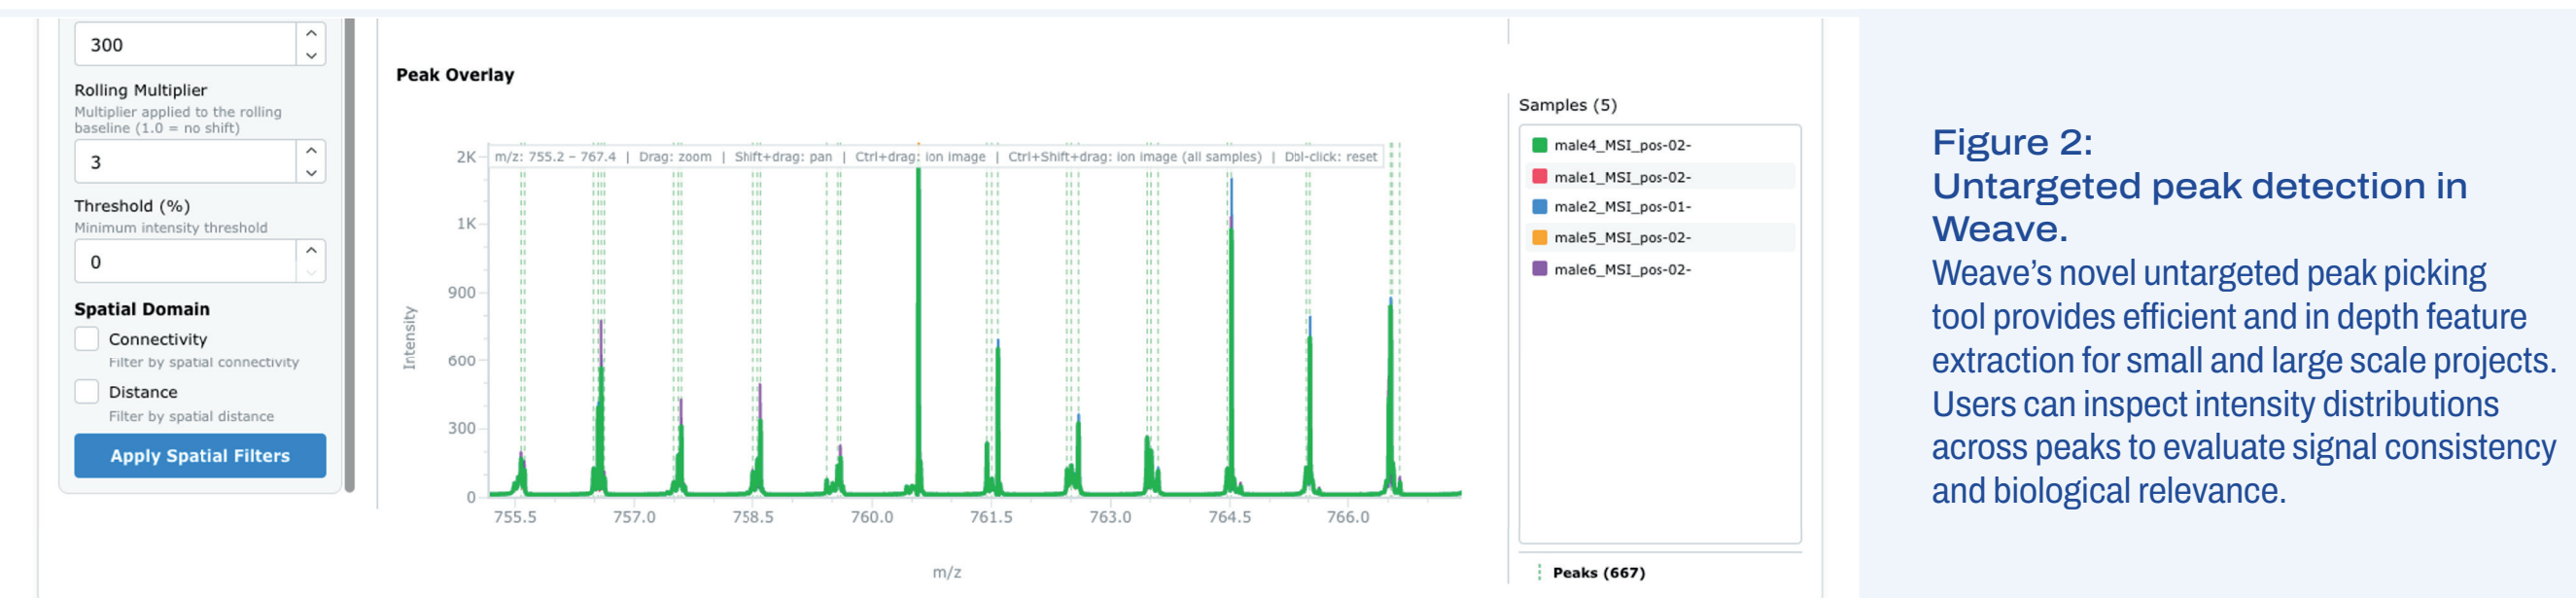 300
Rolling Multiplier
Multiplier applied to the rolling
baseline (1.0 = no shift)
3
Threshold (%)
Minimum intensity threshold
0
Spatial Domain
Connectivity
Filter by spatial connectivity
Distance
Filter by spatial distance
Apply Spatial Filters
Peak Overlay
m/z: 755.2 – 767.4 | Drag: zoom | Shift+drag: pan | Ctrl+drag: ion image | Ctrl+Shift+drag: ion image (all samples) | Dbl-click: reset
2K
1K
900
600
300
0
Intensity
755.5 757.0 758.5 760.0 761.5 763.0 764.5 766.0
m/z
Samples (5)
male4_MSI_pos-02-
male1_MSI_pos-02-
male2_MSI_pos-01-
male5_MSI_pos-02-
male6_MSI_pos-02-
Peaks (667)
Figure 2:
Untargeted peak detection in
Weave.
Weave’s novel untargeted peak picking
tool provides efficient and in depth feature
extraction for small and large scale projects.
Users can inspect intensity distributions
across peaks to evaluate signal consistency
and biological relevance.